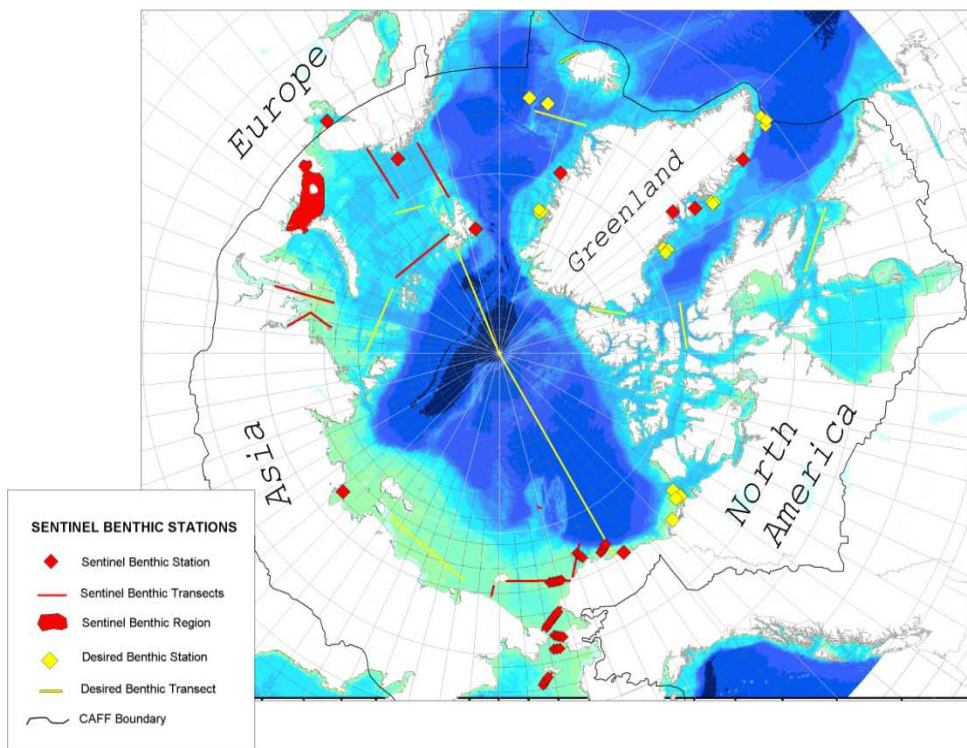 Europe
Greenland
Asia
North
America
SENTINEL BENTHIC STATIONS
Sentinel Benthic Station
Sentinel Benthic Transects
Sentinel Benthic Region
Desired Benthic Station
Desired Benthic Transect
CAFF Boundary